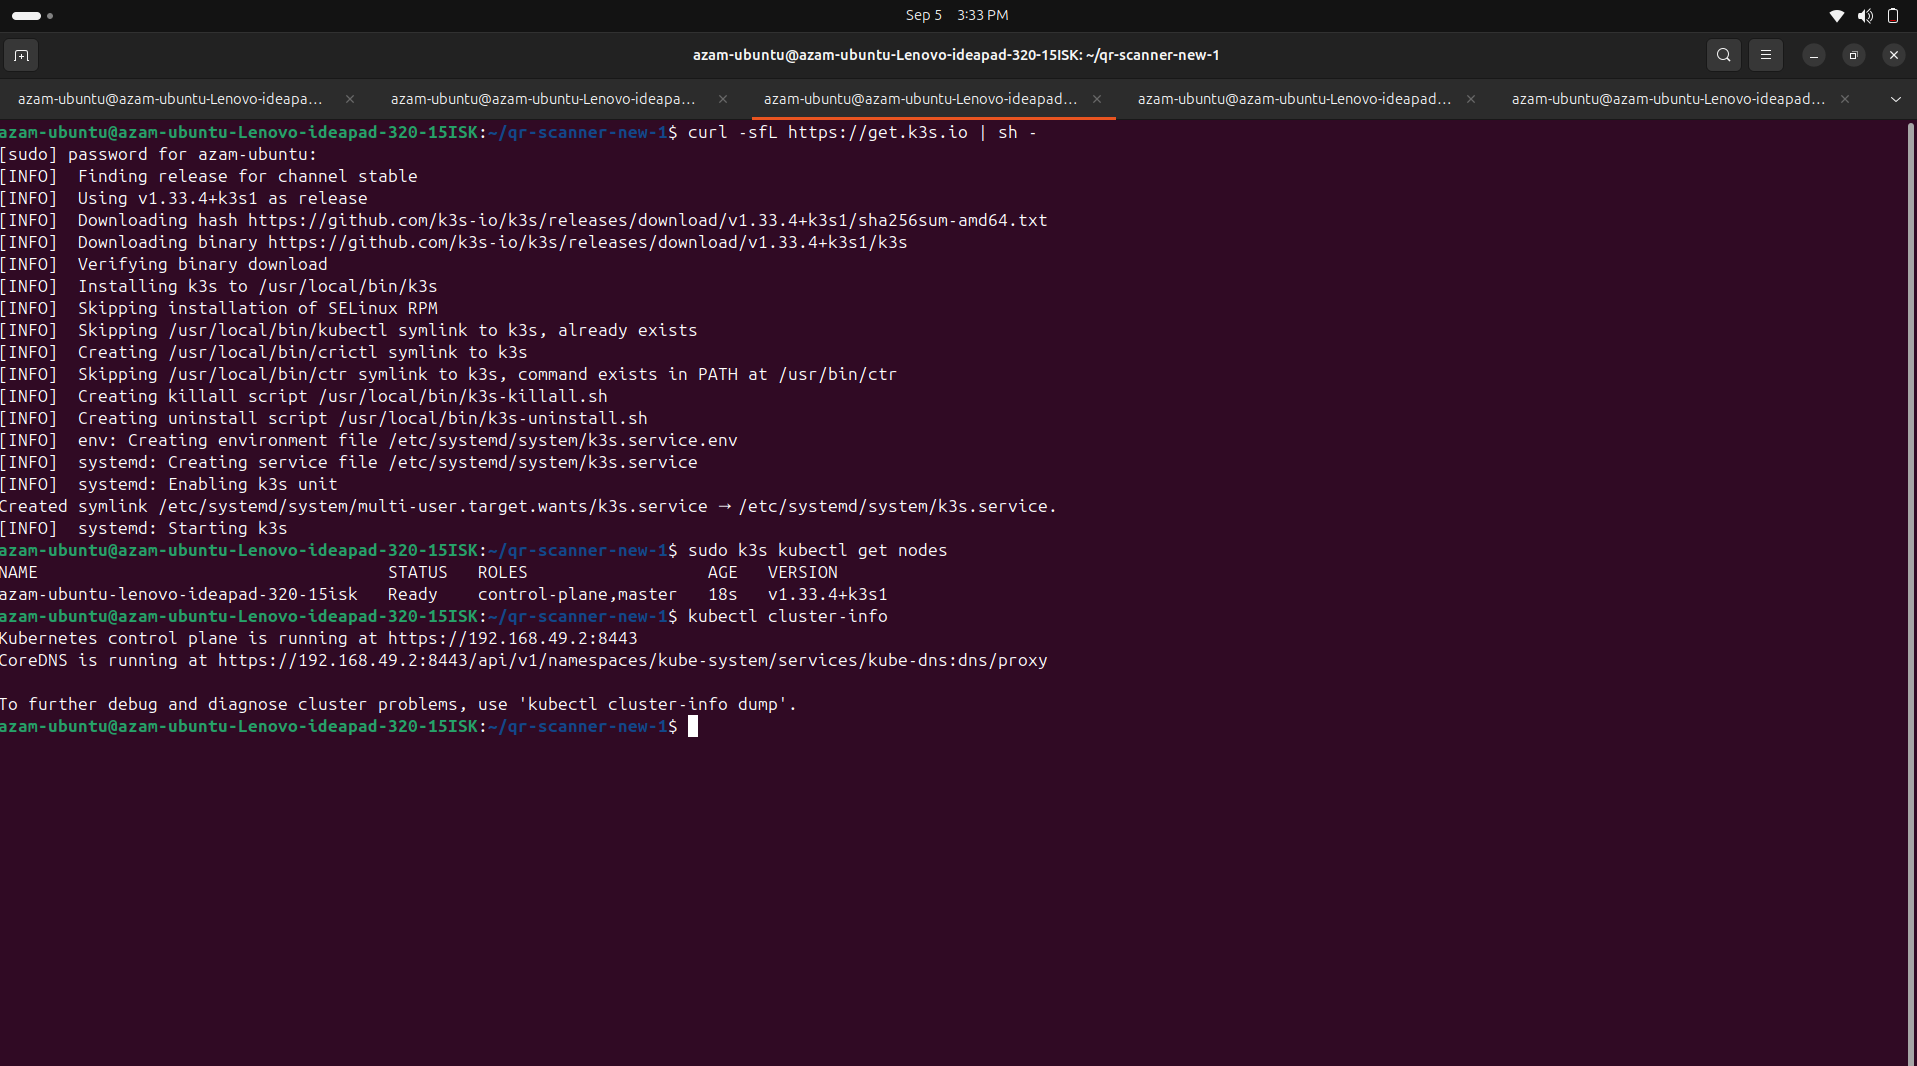 Sep 5 3:33 PM
azam-ubuntu@azam-ubuntu-Lenovo-ideapad-320-15ISK: ~/qr-scanner-new-1
azam-ubuntu@azam-ubuntu-Lenovo-ideapa... azam-ubuntu@azam-ubuntu-Lenovo-ideapa... azam-ubuntu@azam-ubuntu-Lenovo-ideapad... azam-ubuntu@azam-ubuntu-Lenovo-ideapad... azam-ubuntu@azam-ubuntu-Lenovo-ideapad...
azam-ubuntu@azam-ubuntu-Lenovo-ideapad-320-15ISK:~/qr-scanner-new-1$ curl -sfL https://get.k3s.io | sh -
[sudo] password for azam-ubuntu:
[INFO]  Finding release for channel stable
[INFO]  Using v1.33.4+k3s1 as release
[INFO]  Downloading hash https://github.com/k3s-io/k3s/releases/download/v1.33.4+k3s1/sha256sum-amd64.txt
[INFO]  Downloading binary https://github.com/k3s-io/k3s/releases/download/v1.33.4+k3s1/k3s
[INFO]  Verifying binary download
[INFO]  Installing k3s to /usr/local/bin/k3s
[INFO]  Skipping installation of SELinux RPM
[INFO]  Skipping /usr/local/bin/kubectl symlink to k3s, already exists
[INFO]  Creating /usr/local/bin/crictl symlink to k3s
[INFO]  Skipping /usr/local/bin/ctr symlink to k3s, command exists in PATH at /usr/bin/ctr
[INFO]  Creating killall script /usr/local/bin/k3s-killall.sh
[INFO]  Creating uninstall script /usr/local/bin/k3s-uninstall.sh
[INFO]  env: Creating environment file /etc/systemd/system/k3s.service.env
[INFO]  systemd: Creating service file /etc/systemd/system/k3s.service
[INFO]  systemd: Enabling k3s unit
Created symlink /etc/systemd/system/multi-user.target.wants/k3s.service → /etc/systemd/system/k3s.service.
[INFO]  systemd: Starting k3s
azam-ubuntu@azam-ubuntu-Lenovo-ideapad-320-15ISK:~/qr-scanner-new-1$ sudo k3s kubectl get nodes
NAME                                   STATUS   ROLES                  AGE   VERSION
azam-ubuntu-lenovo-ideapad-320-15isk   Ready    control-plane,master   18s   v1.33.4+k3s1
azam-ubuntu@azam-ubuntu-Lenovo-ideapad-320-15ISK:~/qr-scanner-new-1$ kubectl cluster-info
Kubernetes control plane is running at https://192.168.49.2:8443
CoreDNS is running at https://192.168.49.2:8443/api/v1/namespaces/kube-system/services/kube-dns:dns/proxy
To further debug and diagnose cluster problems, use 'kubectl cluster-info dump'.
azam-ubuntu@azam-ubuntu-Lenovo-ideapad-320-15ISK:~/qr-scanner-new-1$